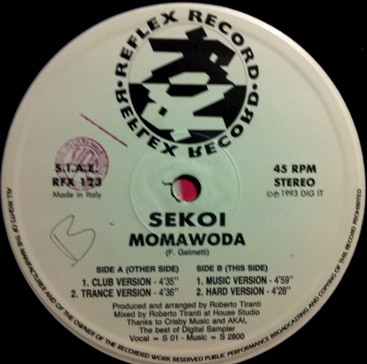 REFLEX RECORD • REFLEX RECORD •
S.I.A.E.
RFX 123
Made in Italy
45 RPM
STEREO
©℗ 1993 DIG IT
B
SEKOI
MOMAWODA
(F. Gelmetti)
SIDE A (OTHER SIDE)
1. CLUB VERSION - 4'35"
2. TRANCE VERSION - 4'36"
SIDE B (THIS SIDE)
1. MUSIC VERSION - 4'59"
2. HARD VERSION - 4'28"
Produced and arranged by Roberto Tiranti
Mixed by Roberto Tiranti at House Studio
Thanks to Crisby Music and AKAI,
The best of Digital Sampler
Vocal = S 01 - Music = S 2800
ALL RIGHTS OF THE MANUFACTURER AND OF THE OWNER OF THE RECORDED WORK RESERVED PUBLIC PERFORMANCE BROADCASTING AND COPYING OF THIS RECORD PROHIBITED